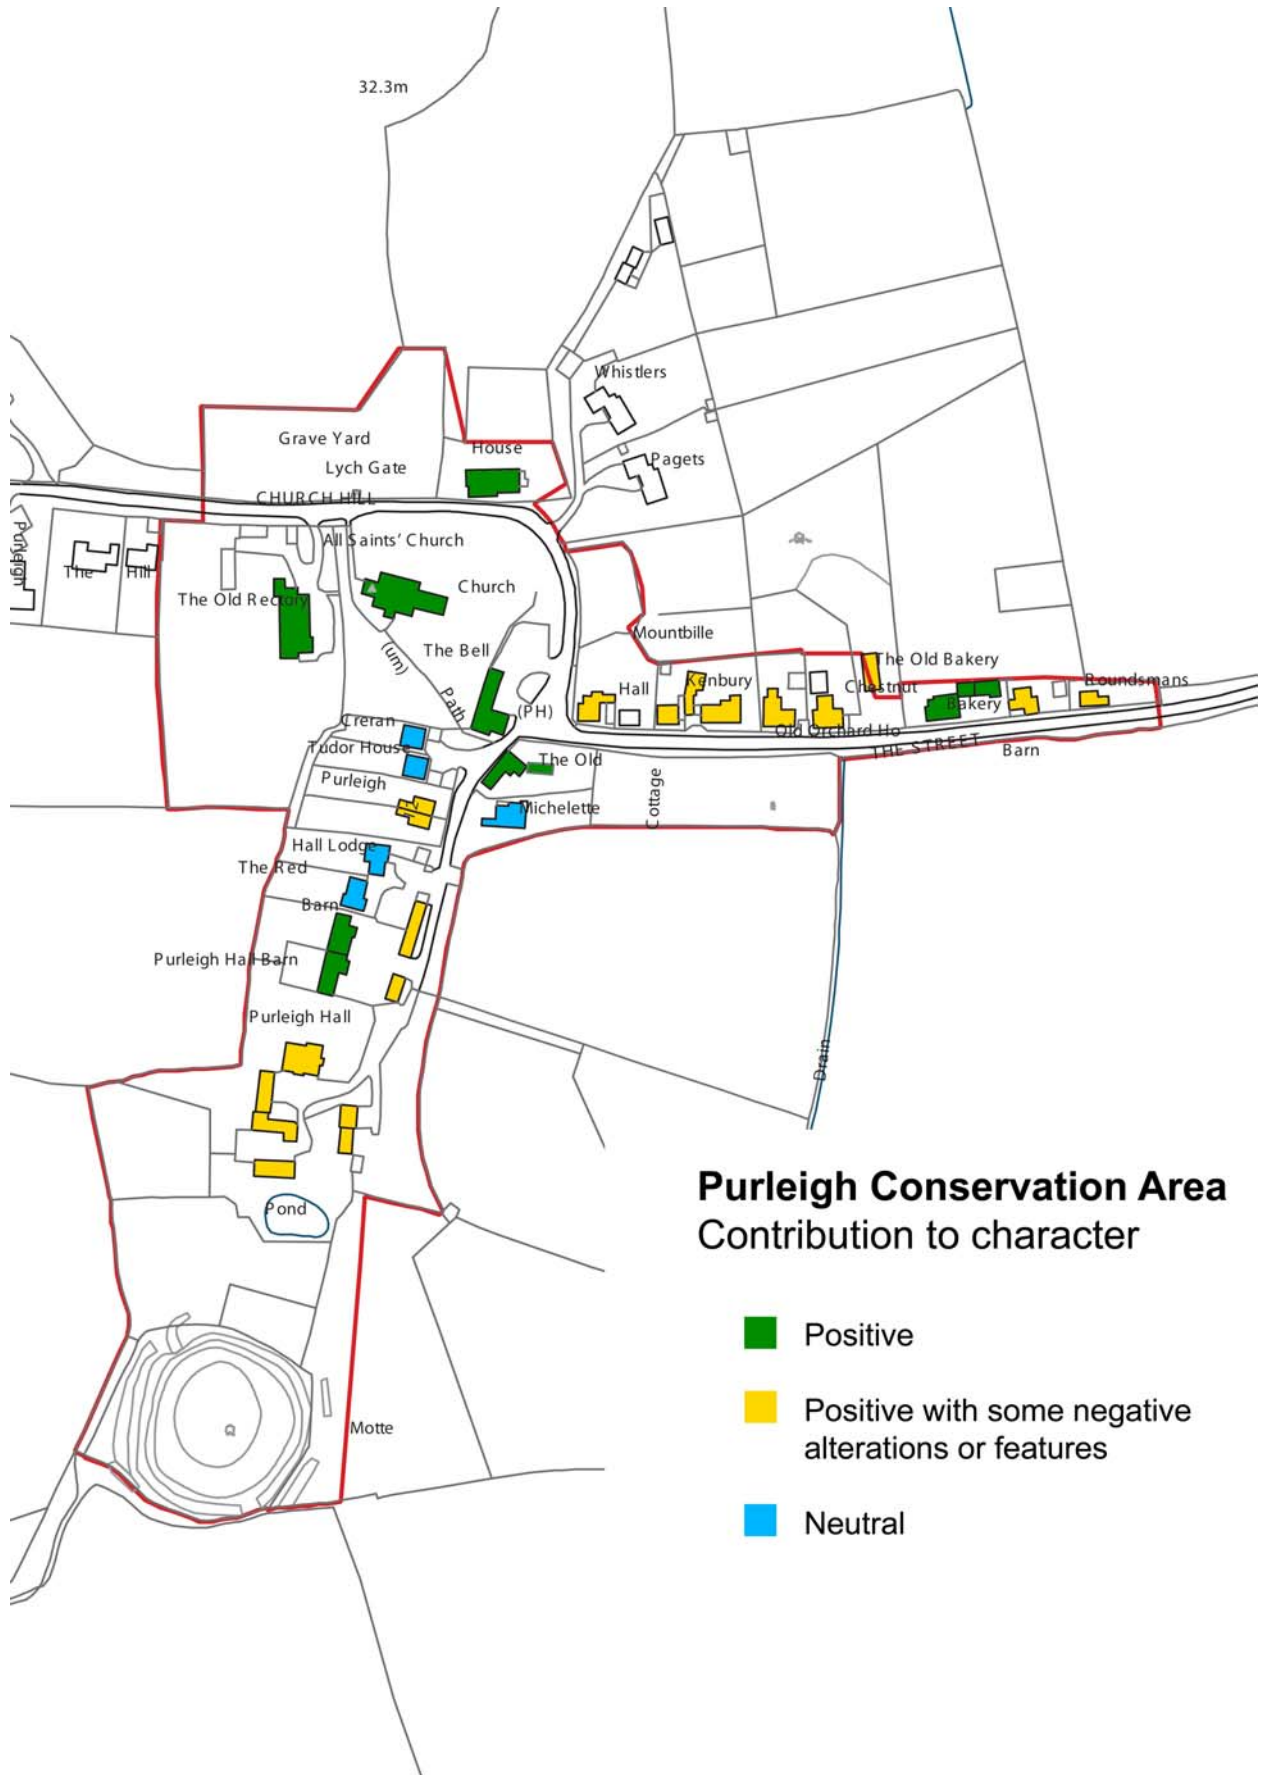 32.3m
Whistlers
Grave Yard
House
Lych Gate
Pagets
CHURCH HILL
All Saints' Church
Purleigh
The
Hill
Church
The Old Rectory
Mountbille
(um)
The Bell
The Old Bakery
Path
Hall
Kenbury
Chestnut
Roundsmans
(PH)
Bakery
Creran
Old Orchard Ho
Tudor House
THE STREET
Barn
The Old
Purleigh
Michelette
Cottage
Hall Lodge
The Red
Barn
Purleigh Hall Barn
Purleigh Hall
Drain
Pond
Motte
Purleigh Conservation Area
Contribution to character
Positive
Positive with some negative
alterations or features
Neutral